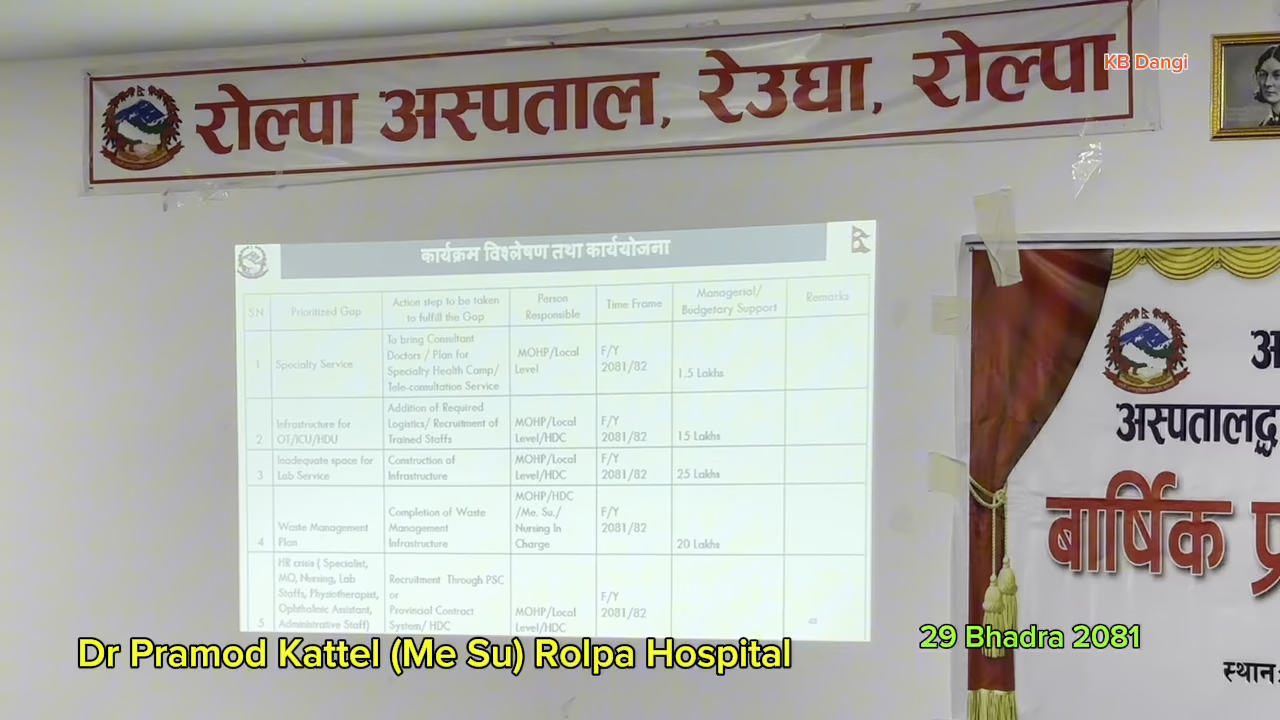 रोल्पा अस्पताल, रेउघा, रोल्पा
KB Dangi
कार्यक्रम विश्लेषण तथा कार्ययोजना
S.N
Prioritized Gap
Action step to be taken
to fulfill the Gap
Person
Responsible
Time Frame
Managerial/
Budgetary Support
Remarks
1
Specialty Service
To bring Consultant
Doctors / Plan for
Specialty Health Camp/
Tele-consultation Service
MOHP/Local
Level
F/Y
2081/82
1.5 Lakhs
2
Infrastructure for
OT/ICU/HDU
Addition of Required
Logistics/ Recruitment of
Trained Staffs
MOHP/Local
Level/HDC
F/Y
2081/82
15 Lakhs
3
Inadequate space for
Lab Service
Construction of
Infrastructure
MOHP/Local
Level/HDC
F/Y
2081/82
25 Lakhs
4
Waste Management
Plan
Completion of Waste
Management
Infrastructure
MOHP/HDC
/Me. Su./
Nursing In
Charge
F/Y
2081/82
20 Lakhs
5
HR crisis ( Specialist,
MO, Nursing, Lab
Staffs, Physiotherapist,
Ophthalmic Assistant,
Administrative Staff)
Recruitment Through PSC
or
Provincial Contract
System/ HDC
MOHP/Local
Level/HDC
F/Y
2081/82
48
अस्पतालद्व
बार्षिक प्र
स्थान:
Dr Pramod Kattel (Me Su) Rolpa Hospital
29 Bhadra 2081